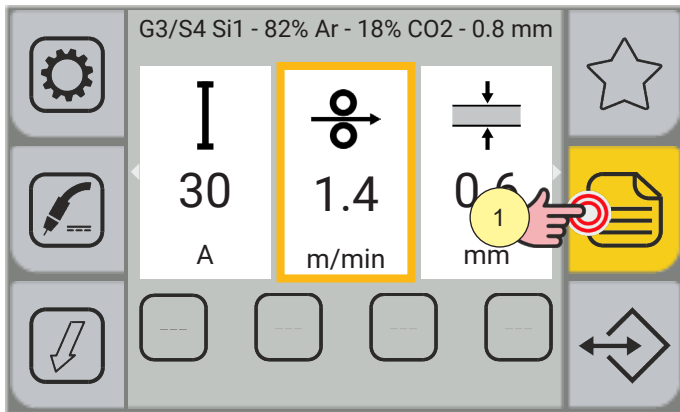 G3/S4 Si1 - 82% Ar - 18% CO2 - 0.8 mm
30
1.4
0.6
1
A
m/min
mm
---
---
---
---